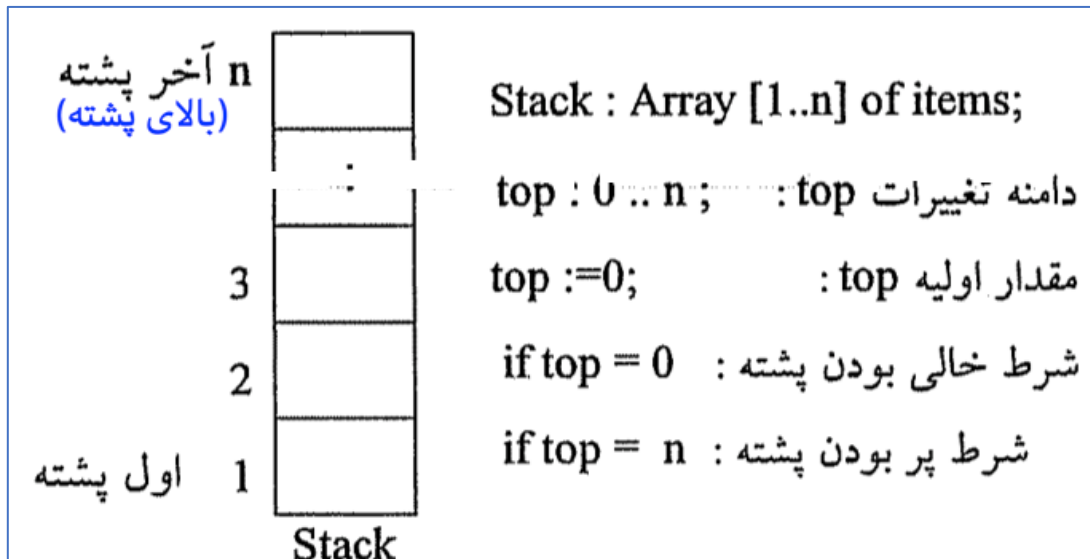 n آخر پشته
(بالای پشته)
3
2
1 اول پشته
Stack
Stack : Array [1..n] of items;
دامنه تغییرات top : top : 0 .. n ;
مقدار اولیه top : top :=0;
شرط خالی بودن پشته : if top = 0
شرط پر بودن پشته : if top = n